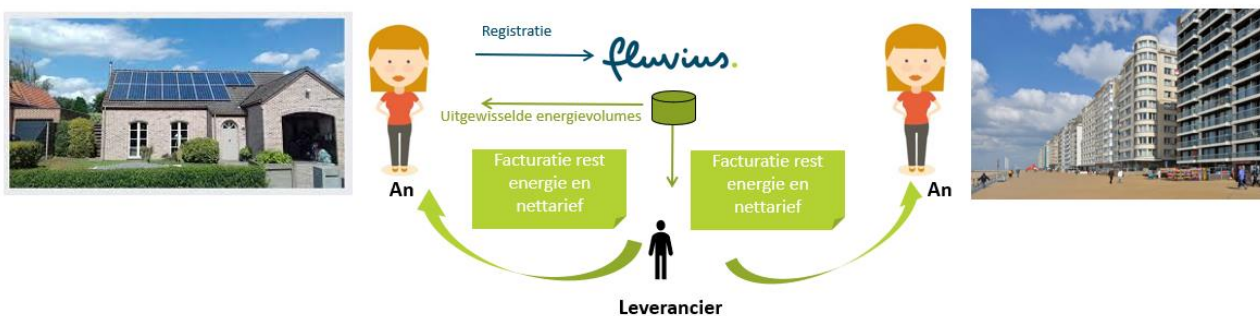 Registratie
fluvius.
Uitgewisselde energievolumes
Facturatie rest
energie en
nettarief
Facturatie rest
energie en
nettarief
An
An
Leverancier